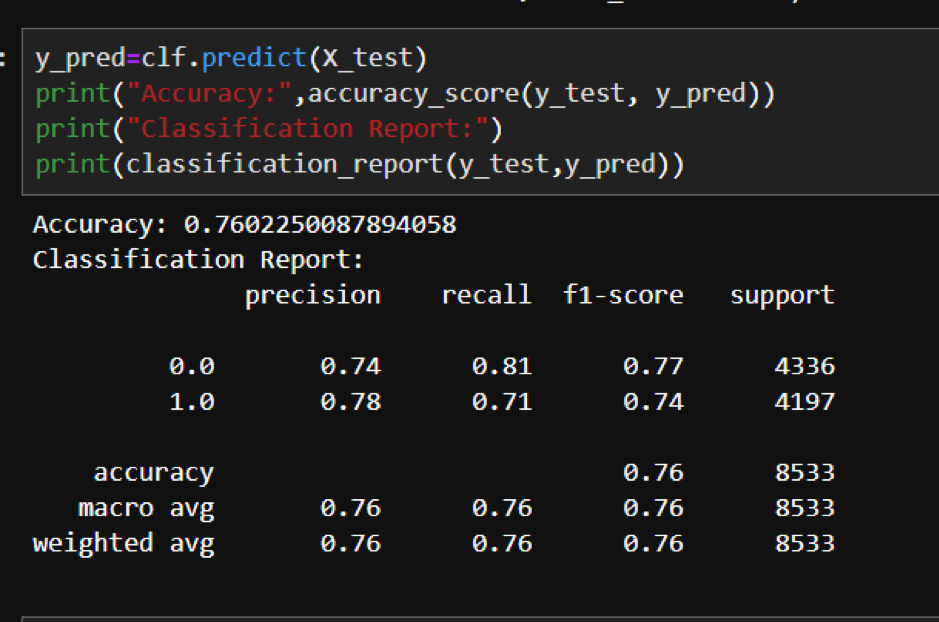 :
y_pred=clf.predict(X_test)
print("Accuracy:",accuracy_score(y_test, y_pred))
print("Classification Report:")
print(classification_report(y_test,y_pred))
Accuracy: 0.7602250087894058
Classification Report:
precision recall f1-score support
0.0 0.74 0.81 0.77 4336
1.0 0.78 0.71 0.74 4197
accuracy 0.76 8533
macro avg 0.76 0.76 0.76 8533
weighted avg 0.76 0.76 0.76 8533